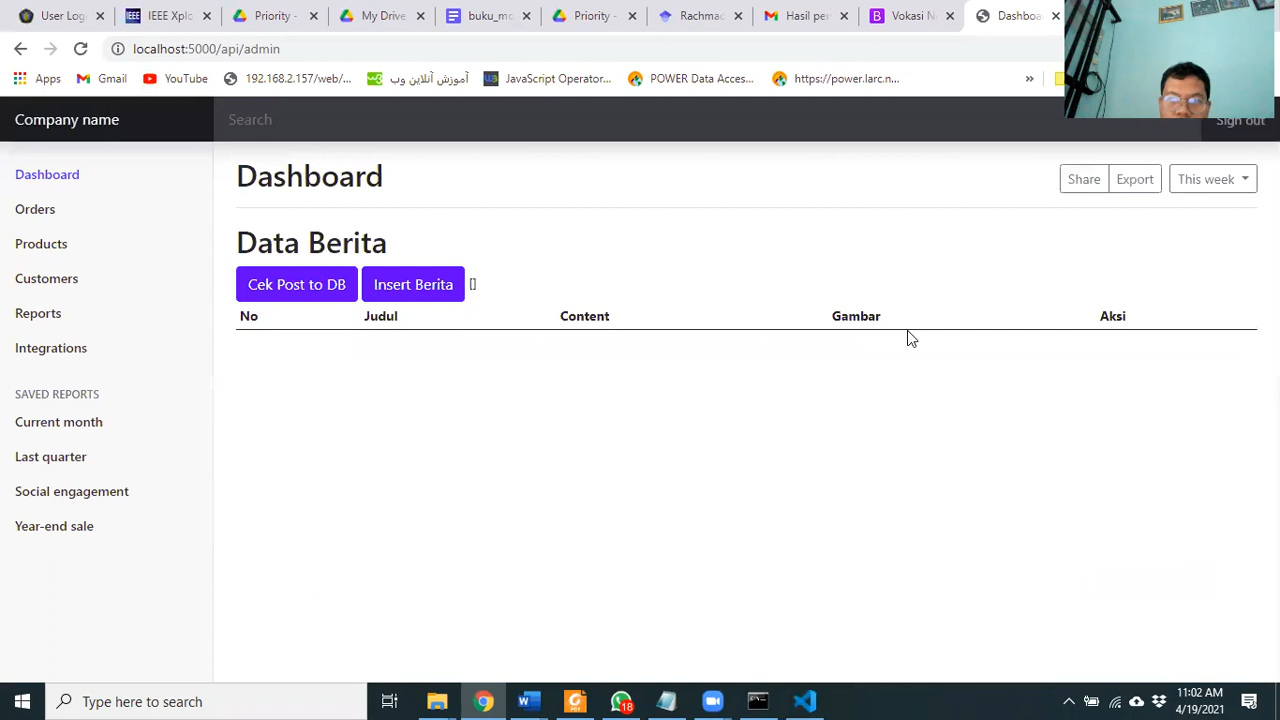 User Log
IEEE Xp
Priority
My Drive
buku_m
Priority
Rachma
Hasil pe
Vokasi N
Dashboa
localhost:5000/api/admin
Apps
Gmail
YouTube
192.168.2.157/web/...
آموزش آنلاین وب
JavaScript Operator...
POWER Data Acces...
https://power.larc.n...
»
Company name
Search
Sign out
Dashboard
Orders
Products
Customers
Reports
Integrations
SAVED REPORTS
Current month
Last quarter
Social engagement
Year-end sale
Dashboard
Share
Export
This week
Data Berita
Cek Post to DB
Insert Berita
[]
No Judul Content Gambar Aksi
Type here to search
18
11:02 AM
4/19/2021